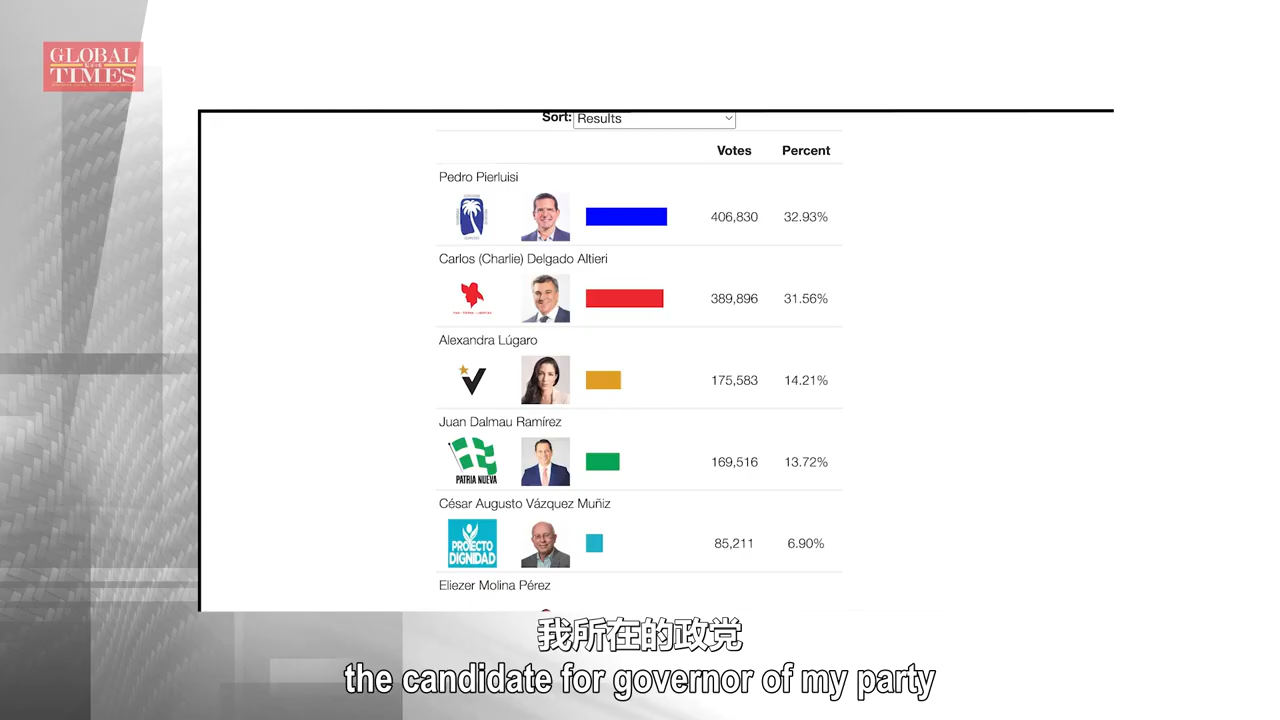 GLOBAL
TIMES
Sort: Results
Votes Percent
Pedro Pierluisi
406,830 32.93%
Carlos (Charlie) Delgado Altieri
389,896 31.56%
Alexandra Lúgaro
175,583 14.21%
Juan Dalmau Ramírez
PATRIA NUEVA
169,516 13.72%
César Augusto Vázquez Muñiz
PROYECTO
DIGNIDAD
85,211 6.90%
Eliezer Molina Pérez
我所在的政党
the candidate for governor of my party